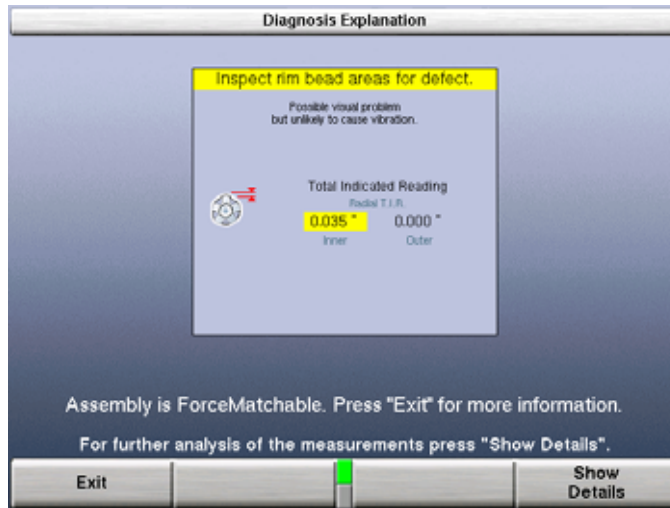 Diagnosis Explanation
Inspect rim bead areas for defect.
Possible visual problem
but unlikely to cause vibration.
Total Indicated Reading
Radial T.I.R.
0.035 " 0.000 "
Inner Outer
Assembly is ForceMatchable. Press "Exit" for more information.
For further analysis of the measurements press "Show Details".
Exit
Show
Details